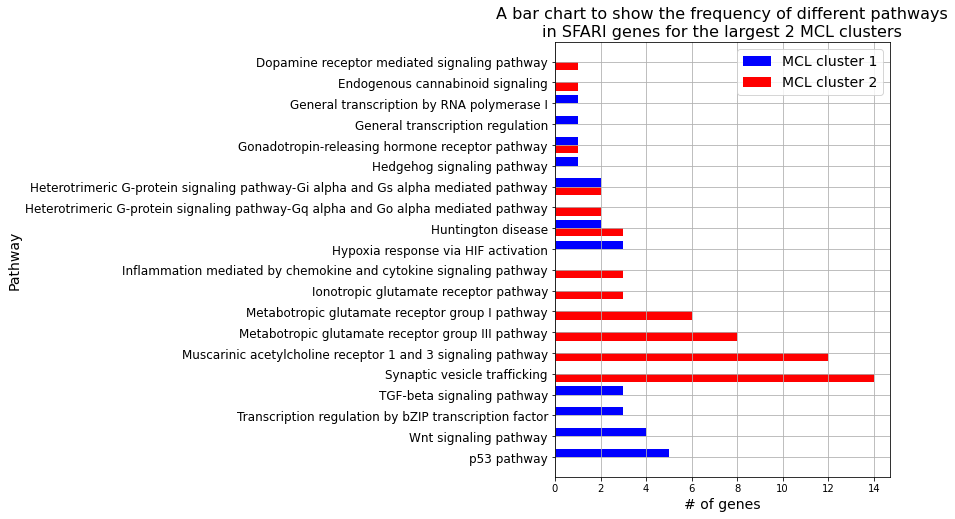 A bar chart to show the frequency of different pathways
in SFARI genes for the largest 2 MCL clusters
MCL cluster 1
MCL cluster 2
Pathway
Dopamine receptor mediated signaling pathway
Endogenous cannabinoid signaling
General transcription by RNA polymerase I
General transcription regulation
Gonadotropin-releasing hormone receptor pathway
Hedgehog signaling pathway
Heterotrimeric G-protein signaling pathway-Gi alpha and Gs alpha mediated pathway
Heterotrimeric G-protein signaling pathway-Gq alpha and Go alpha mediated pathway
Huntington disease
Hypoxia response via HIF activation
Inflammation mediated by chemokine and cytokine signaling pathway
Ionotropic glutamate receptor pathway
Metabotropic glutamate receptor group I pathway
Metabotropic glutamate receptor group III pathway
Muscarinic acetylcholine receptor 1 and 3 signaling pathway
Synaptic vesicle trafficking
TGF-beta signaling pathway
Transcription regulation by bZIP transcription factor
Wnt signaling pathway
p53 pathway
0 2 4 6 8 10 12 14
# of genes